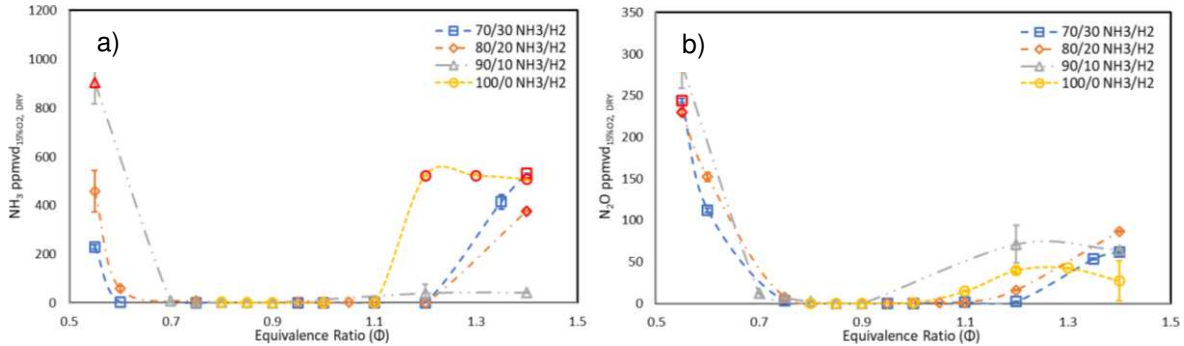 a)
70/30 NH3/H2
80/20 NH3/H2
90/10 NH3/H2
100/0 NH3/H2
NH₃ ppmvd15%O2, DRY
1200
1000
800
600
400
200
0
0.5 0.7 0.9 1.1 1.3 1.5
Equivalence Ratio (Φ)
b)
70/30 NH3/H2
80/20 NH3/H2
90/10 NH3/H2
100/0 NH3/H2
N₂O ppmvd15%O2, DRY
350
300
250
200
150
100
50
0
0.5 0.7 0.9 1.1 1.3 1.5
Equivalence Ratio (Φ)